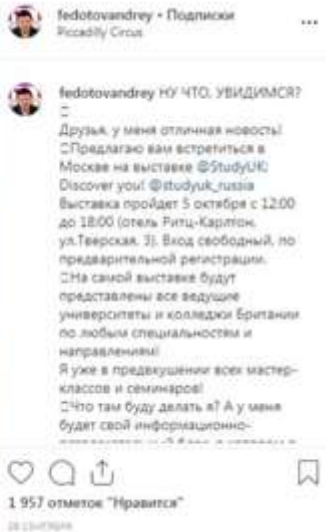 fedotovandrey • Подписки
Piccadilly Circus
fedotovandrey НУ ЧТО, УВИДИМСЯ?
Друзья, у меня отличная новость!
Предлагаю вам встретиться в
Москве на выставке @StudyUK:
Discover you! @studyuk_russia
Выставка пройдет 5 октября с 12:00
до 18:00 (отель Ритц-Карлтон,
ул.Тверская, 3). Вход свободный, по
предварительной регистрации.
На самой выставке будут
представлены все ведущие
университеты и колледжи Британии
по любым специальностям и
направлениям!
Я уже в предвкушении всех мастер-
классов и семинаров!
Что там буду делать я? А у меня
будет свой информационно-
1 957 отметок "Нравится"
28 СЕНТЯБРЯ